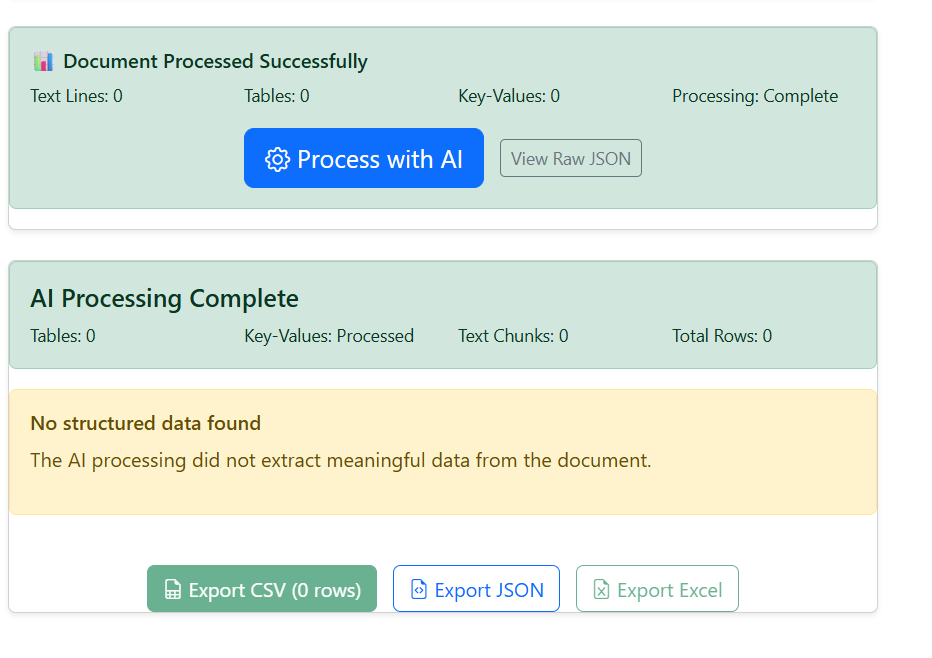 Document Processed Successfully
Text Lines: 0 Tables: 0 Key-Values: 0 Processing: Complete
Process with AI View Raw JSON
AI Processing Complete
Tables: 0 Key-Values: Processed Text Chunks: 0 Total Rows: 0
No structured data found
The AI processing did not extract meaningful data from the document.
Export CSV (0 rows) Export JSON Export Excel